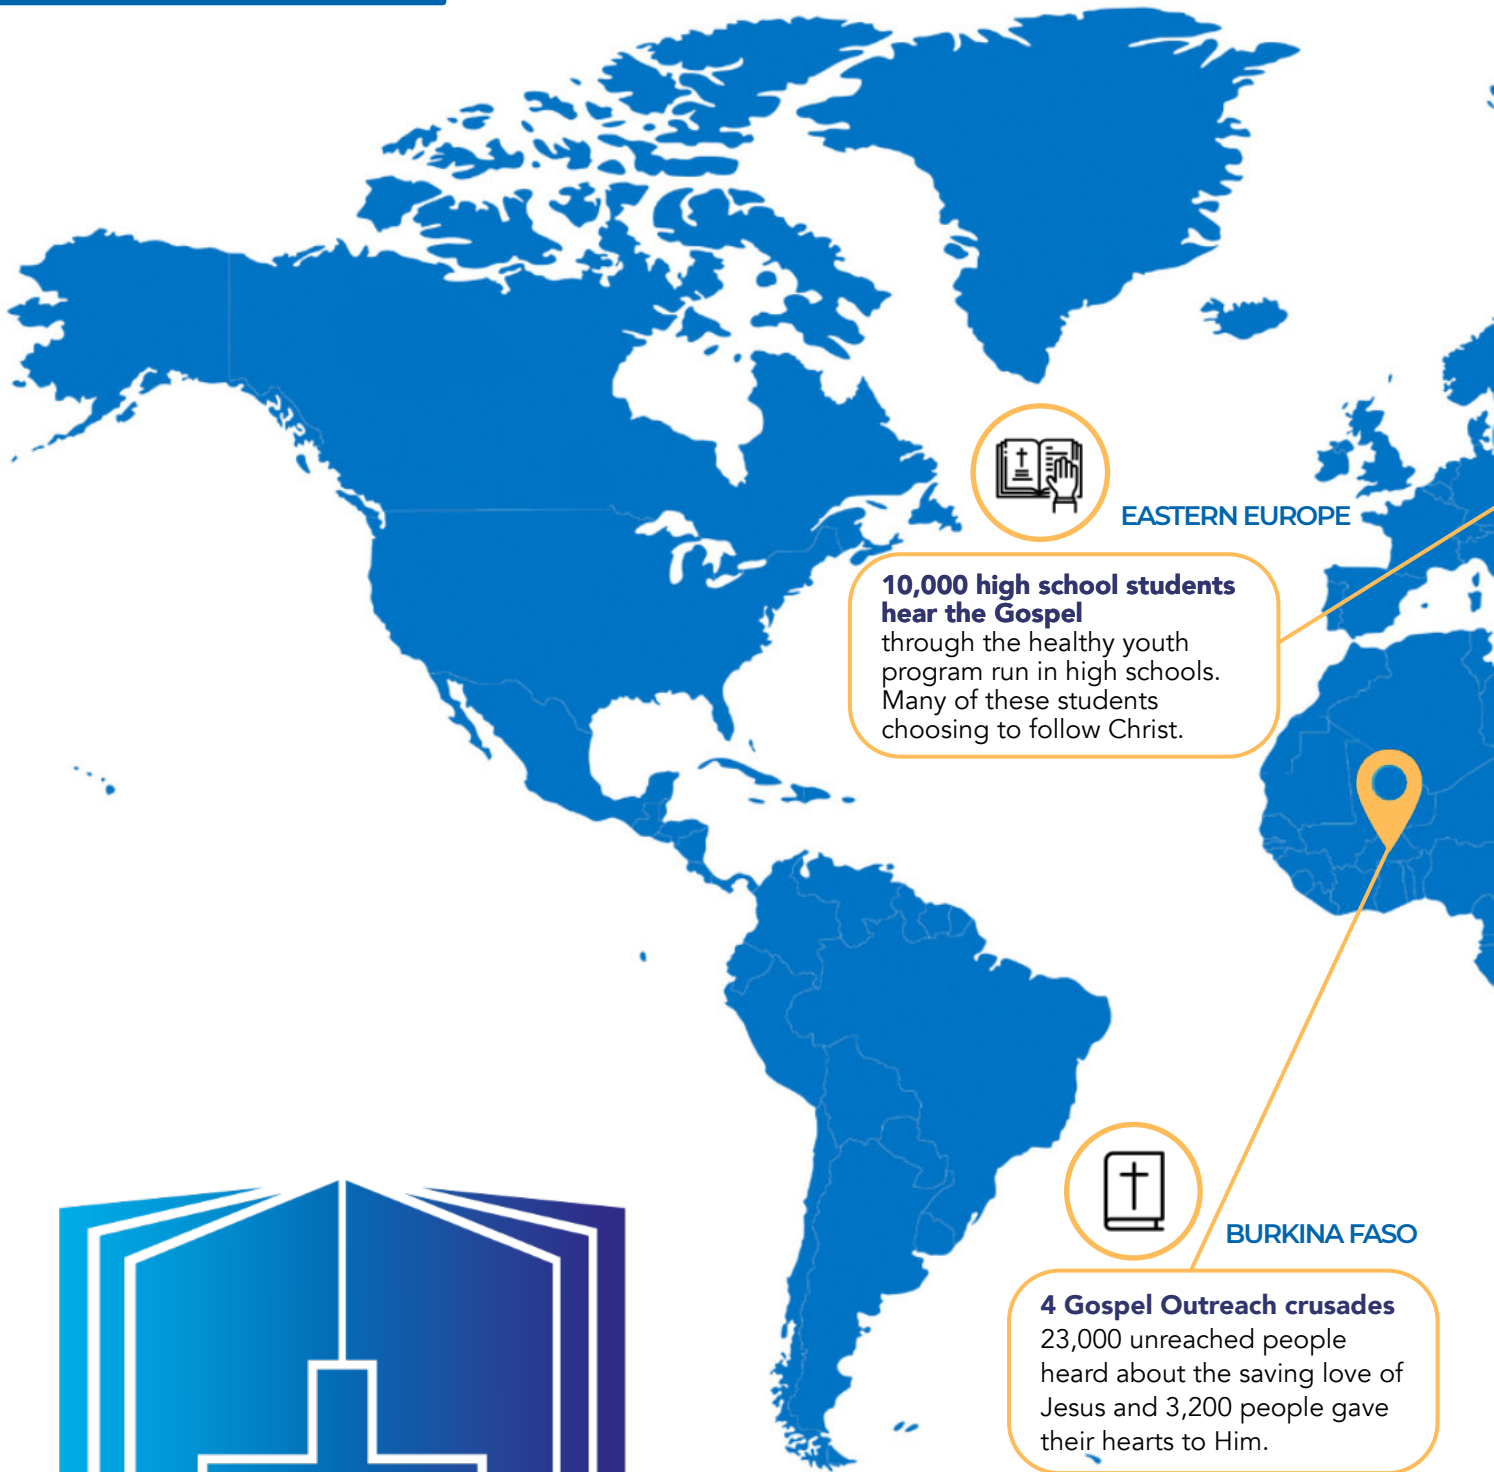 EASTERN EUROPE
10,000 high school students
hear the Gospel
through the healthy youth
program run in high schools.
Many of these students
choosing to follow Christ.
BURKINA FASO
4 Gospel Outreach crusades
23,000 unreached people
heard about the saving love of
Jesus and 3,200 people gave
their hearts to Him.